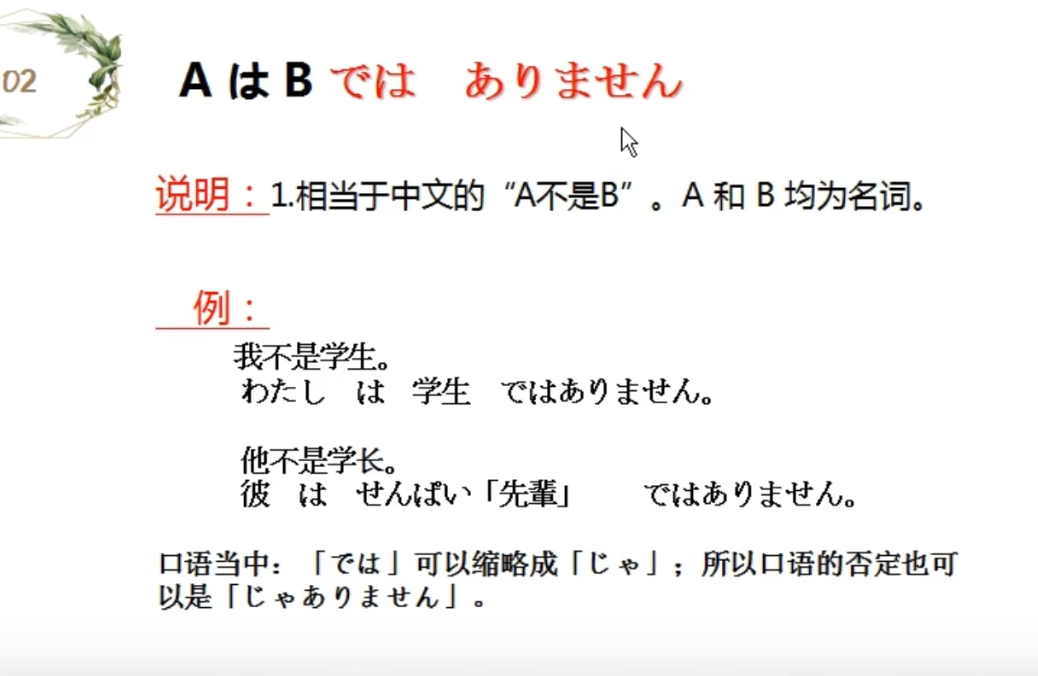 02
A は B では　ありません
说明：1.相当于中文的“A不是B”。A 和 B 均为名词。
例：
我不是学生。
わたし　は　学生　ではありません。
他不是学长。
彼　は　せんぱい「先輩」　　ではありません。
口语当中：「では」可以缩略成「じゃ」；所以口语的否定也可
以是「じゃありません」。